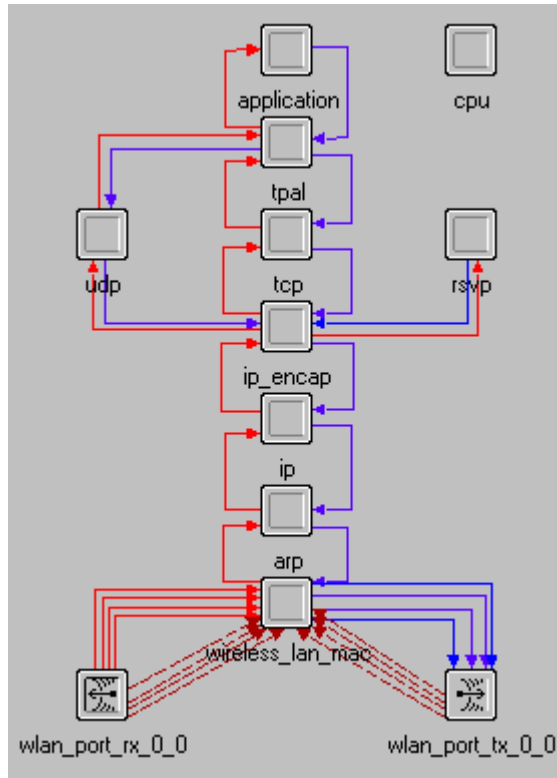 application
cpu
tpal
udp
tcp
rsvp
ip_encap
ip
arp
wireless_lan_mac
wlan_port_rx_0_0
wlan_port_tx_0_0